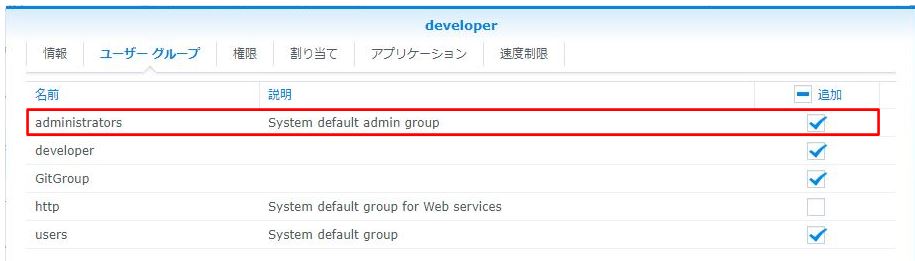 developer
情報 ユーザー グループ 権限 割り当て アプリケーション 速度制限
名前 説明 追加
administrators System default admin group
developer
GitGroup
http System default group for Web services
users System default group